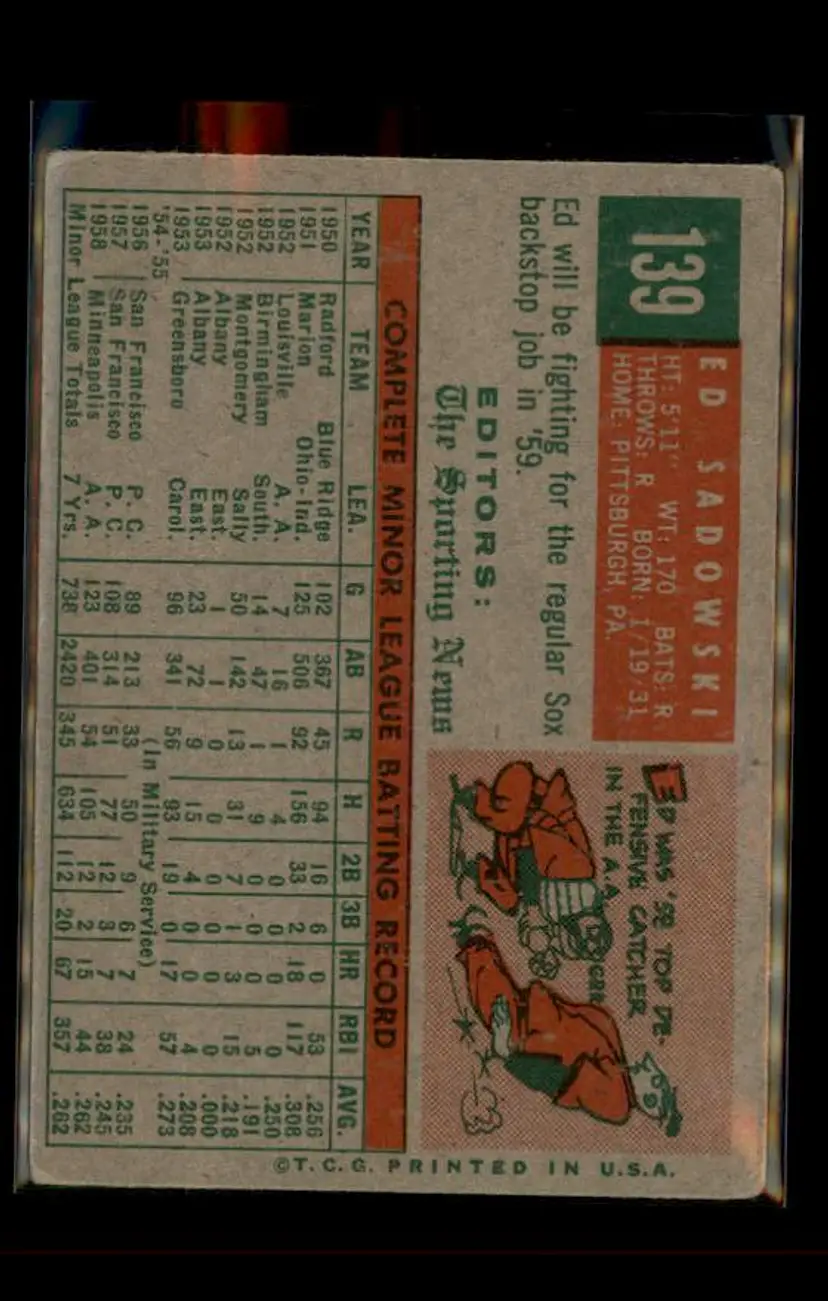 139
ED SADOWSKI
HT: 5'11" WT: 170 BATS: R
THROWS: R BORN: 1/19/31
HOME: PITTSBURGH, PA.
Ed will be fighting for the regular Sox
backstop job in '59.
EDITORS:
The Sporting News
ED WAS '58 TOP DE-
FENSIVE CATCHER
IN THE A.A.
GRR
COMPLETE MINOR LEAGUE BATTING RECORD
YEAR TEAM LEA. G AB R H 2B 3B HR RBI AVG.
1950 Radford Blue Ridge 102 367 45 94 16 6 0 53 .256
1951 Marion Ohio-Ind. 125 506 92 156 33 2 18 117 .308
1952 Louisville A. A. 7 16 1 4 0 0 0 0 .250
1952 Birmingham South. 14 47 1 9 0 0 0 5 .191
1952 Montgomery Sally 50 142 13 31 7 1 3 15 .218
1952 Albany East. 1 1 0 0 0 0 0 0 .000
1953 Albany East. 23 72 9 15 4 0 0 4 .208
1953 Greensboro Carol. 96 341 56 93 19 0 17 57 .273
'54-'55 (In Military Service)
1956 San Francisco P. C. 89 213 33 50 9 6 7 24 .235
1957 San Francisco P. C. 108 314 51 77 12 3 7 38 .245
1958 Minneapolis A. A. 123 401 54 105 12 2 15 44 .262
Minor League Totals 7 Yrs. 738 2420 345 634 112 20 67 357 .262
©T.C.G. PRINTED IN U.S.A.